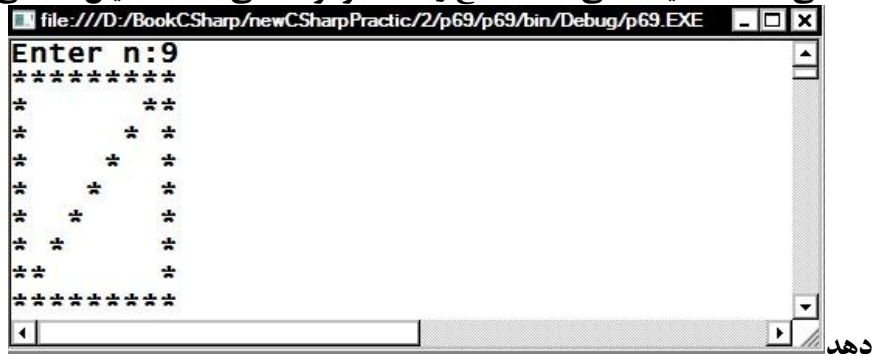 file:///D:/BookCSharp/newCSharpPractic/2/p69/p69/bin/Debug/p69.EXE
Enter n:9
*********
*       **
*      * *
*     *  *
*    *   *
*   *    *
*  *     *
**       *
*********
دهد